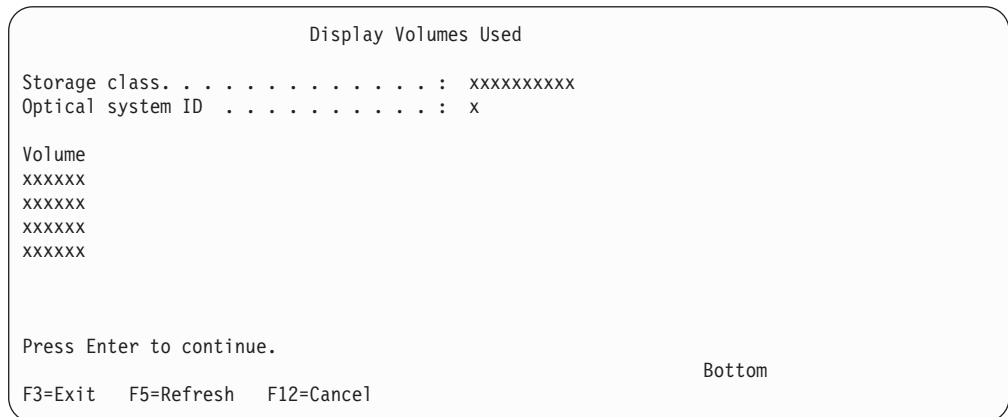 Display Volumes Used
Storage class. . . . . . . . . . . . . : xxxxxxxxxx
Optical system ID . . . . . . . . . . : x
Volume
xxxxxx
xxxxxx
xxxxxx
xxxxxx
Press Enter to continue.
Bottom
F3=Exit F5=Refresh F12=Cancel